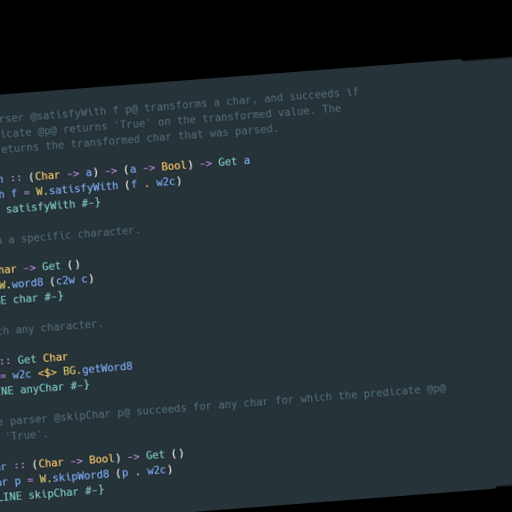 rser @satisfyWith f p@ transforms a char, and succeeds if
icate @p@ returns 'True' on the transformed value. The
eturns the transformed char that was parsed.
:: (Char -> a) -> (a -> Bool) -> Get a
h f = W.satisfyWith (f . w2c)
satisfyWith #-}
a specific character.
har -> Get ()
W.word8 (c2w c)
E char #-}
ch any character.
:: Get Char
= w2c <$> BG.getWord8
NE anyChar #-}
e parser @skipChar p@ succeeds for any char for which the predicate @p@
'True'.
ar :: (Char -> Bool) -> Get ()
ar p = W.skipWord8 (p . w2c)
LINE skipChar #-}